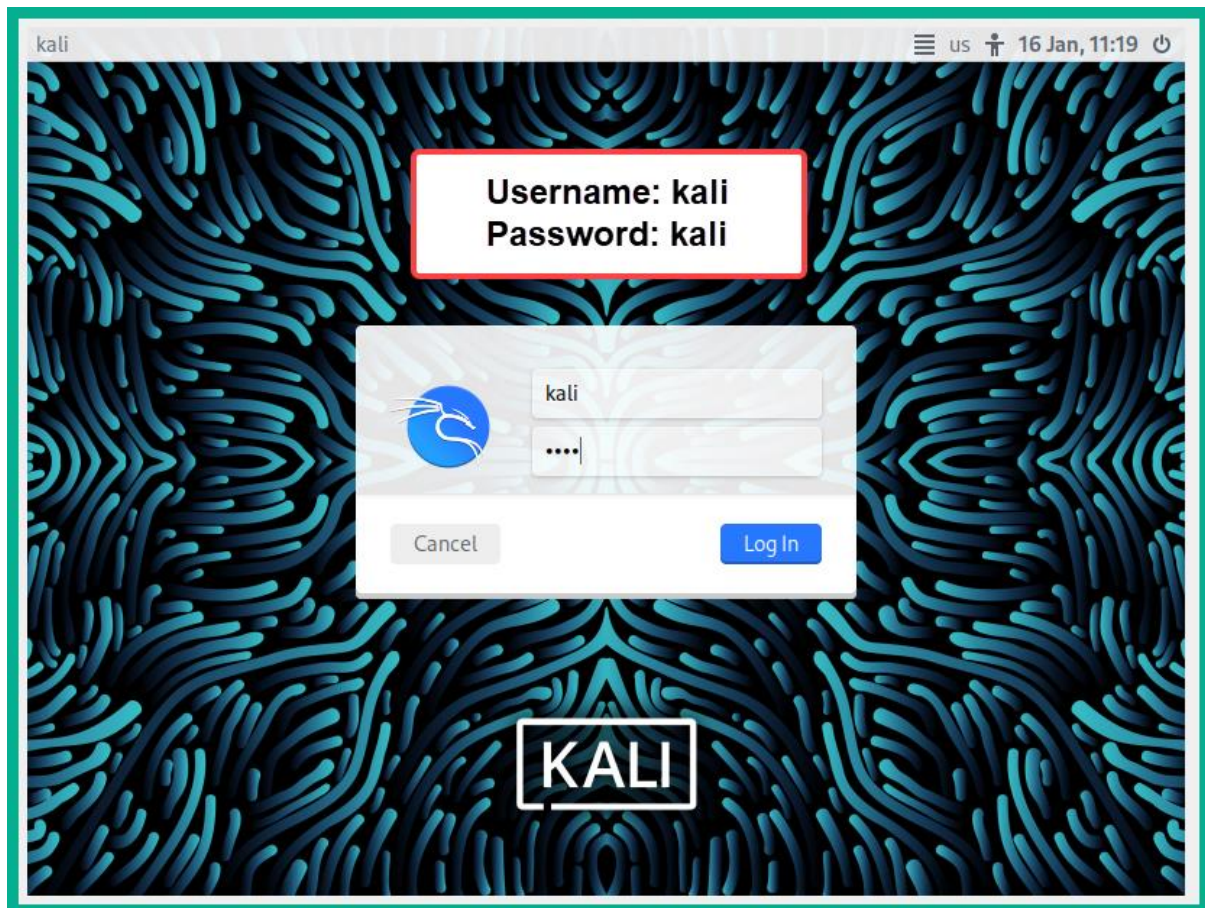 kali
us 16 Jan, 11:19
Username: kali
Password: kali
kali
••••
Cancel
Log In
KALI